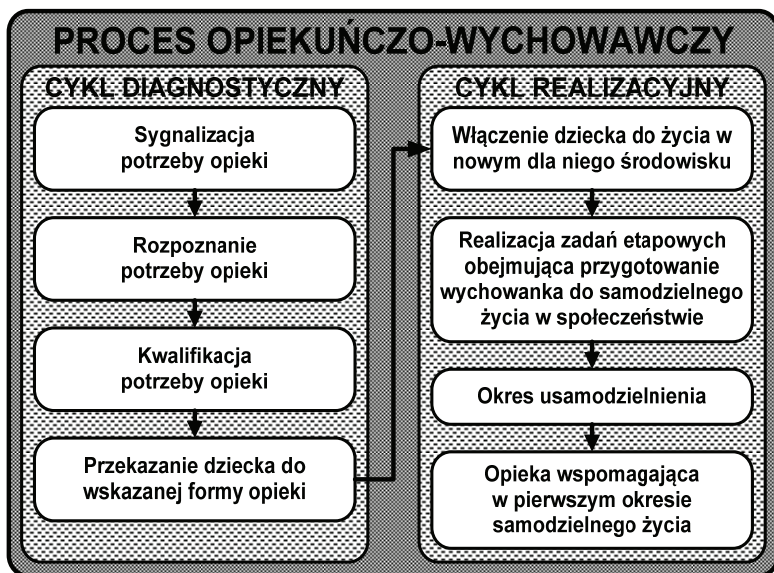 PROCES OPIEKUŃCZO-WYCHOWAWCZY
CYKL DIAGNOSTYCZNY
Sygnalizacja
potrzeby opieki
Rozpoznanie
potrzeby opieki
Kwalifikacja
potrzeby opieki
Przekazanie dziecka do
wskazanej formy opieki
CYKL REALIZACYJNY
Włączenie dziecka do życia w
nowym dla niego środowisku
Realizacja zadań etapowych
obejmująca przygotowanie
wychowanka do samodzielnego
życia w społeczeństwie
Okres usamodzielnienia
Opieka wspomagająca
w pierwszym okresie
samodzielnego życia